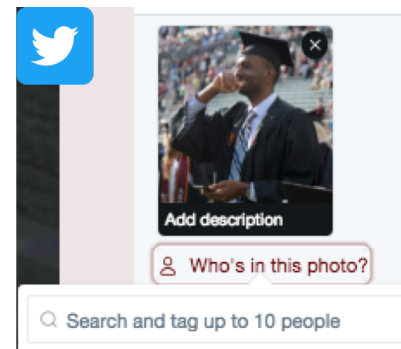 Add description
Who's in this photo?
Search and tag up to 10 people